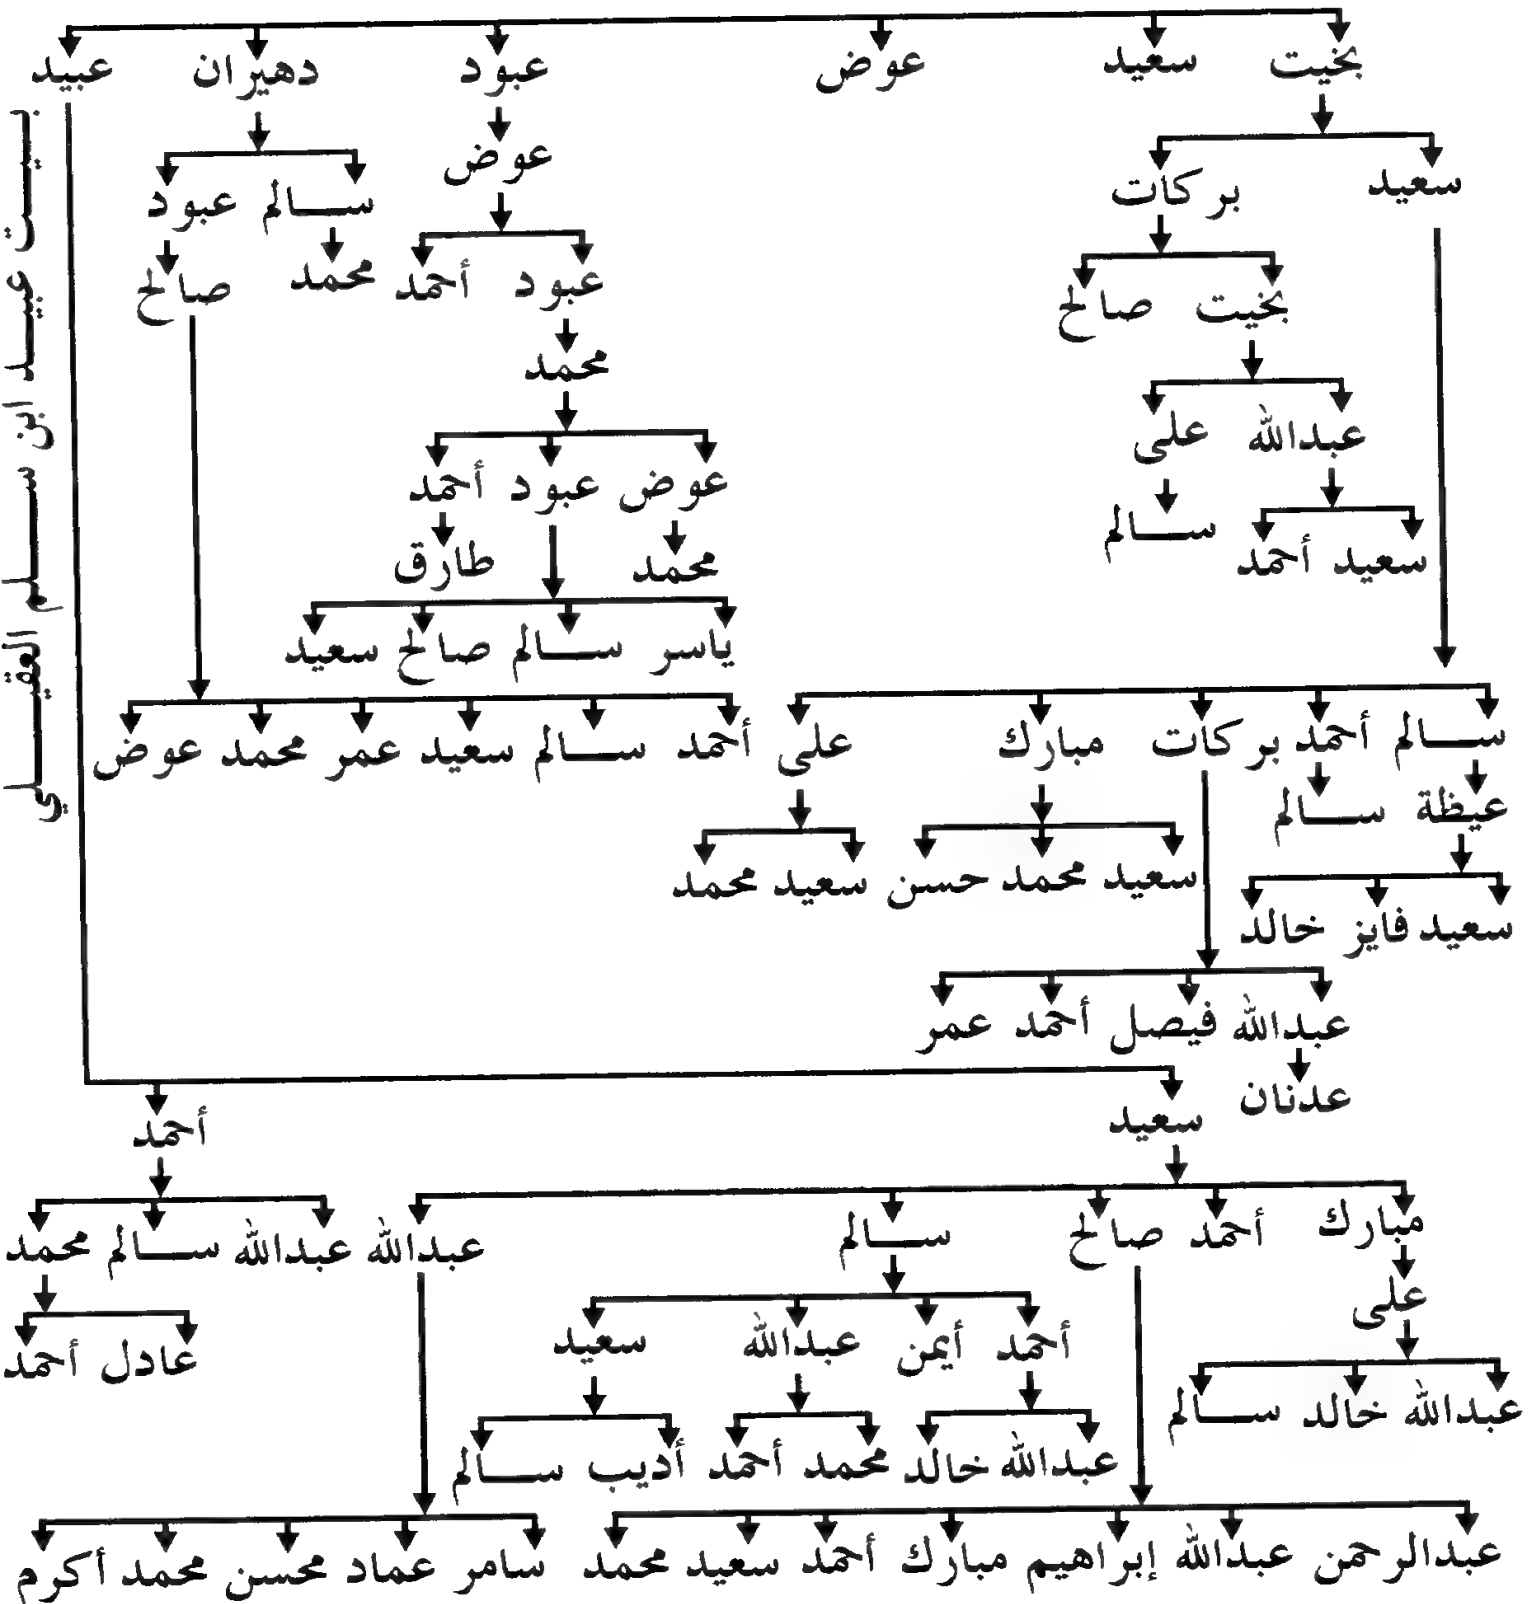 بخيت سعيد عوض عبود دهيران عبيد
بيت عبيد ابن سلم العقيلي
عوض
سعيد بركات سالم عبود
عبود أحمد محمد صالح
بخيت صالح
محمد
عبدالله على
عوض عبود أحمد
سعيد أحمد سالم محمد طارق
ياسر سالم صالح سعيد
سالم أحمد بركات مبارك على أحمد سالم سعيد عمر محمد عوض
عيظة سالم
سعيد محمد حسن سعيد محمد
سعيد فايز خالد
عبدالله فيصل أحمد عمر
عدنان
سعيد أحمد
مبارك أحمد صالح سالم عبدالله عبدالله سالم محمد
على
أحمد أيمن عبدالله سعيد عادل أحمد
عبدالله خالد سالم
عبدالله خالد محمد أحمد أديب سالم
عبدالرحمن عبدالله إبراهيم مبارك أحمد سعيد محمد سامر عماد محسن محمد أكرم